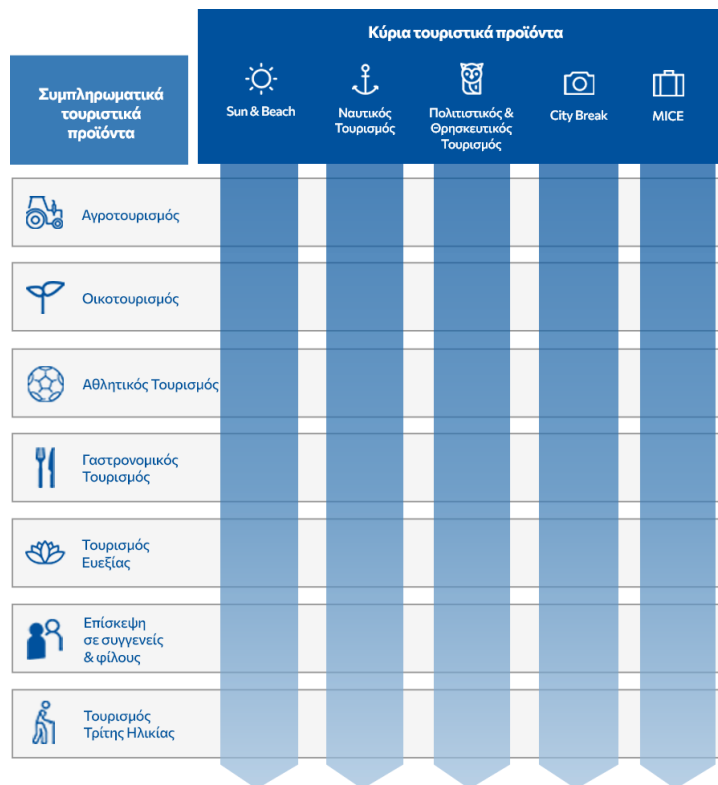 Κύρια τουριστικά προϊόντα
Συμπληρωματικά
τουριστικά
προϊόντα
Sun & Beach
Ναυτικός
Τουρισμός
Πολιτιστικός &
Θρησκευτικός
Τουρισμός
City Break
MICE
Αγροτουρισμός
Οικοτουρισμός
Αθλητικός Τουρισμός
Γαστρονομικός
Τουρισμός
Τουρισμός
Ευεξίας
Επίσκεψη
σε συγγενείς
& φίλους
Τουρισμός
Τρίτης Ηλικίας